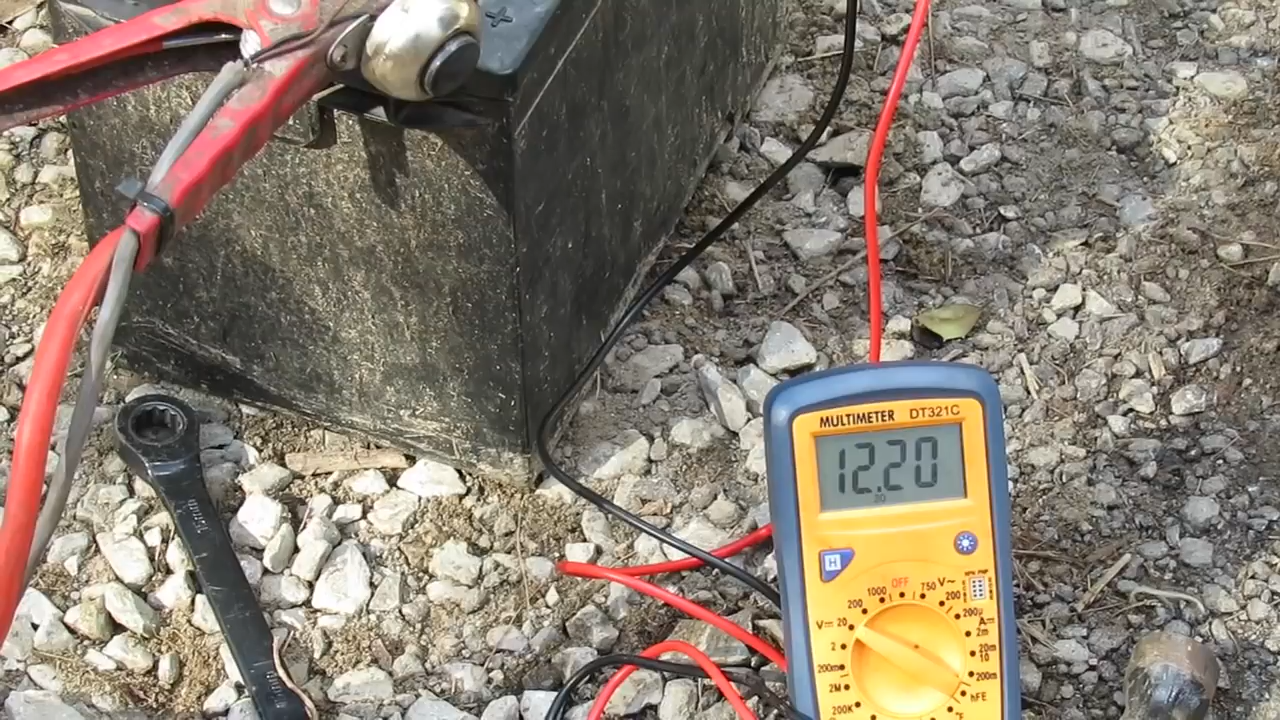 +
MULTIMETER DT321C
12.20
20
H
OFF
1000
750 V~
200
200
V⎓ 20
2
200m
2M
200K
200µ
A⎓
2m
20m
10
200m
hFE
°F